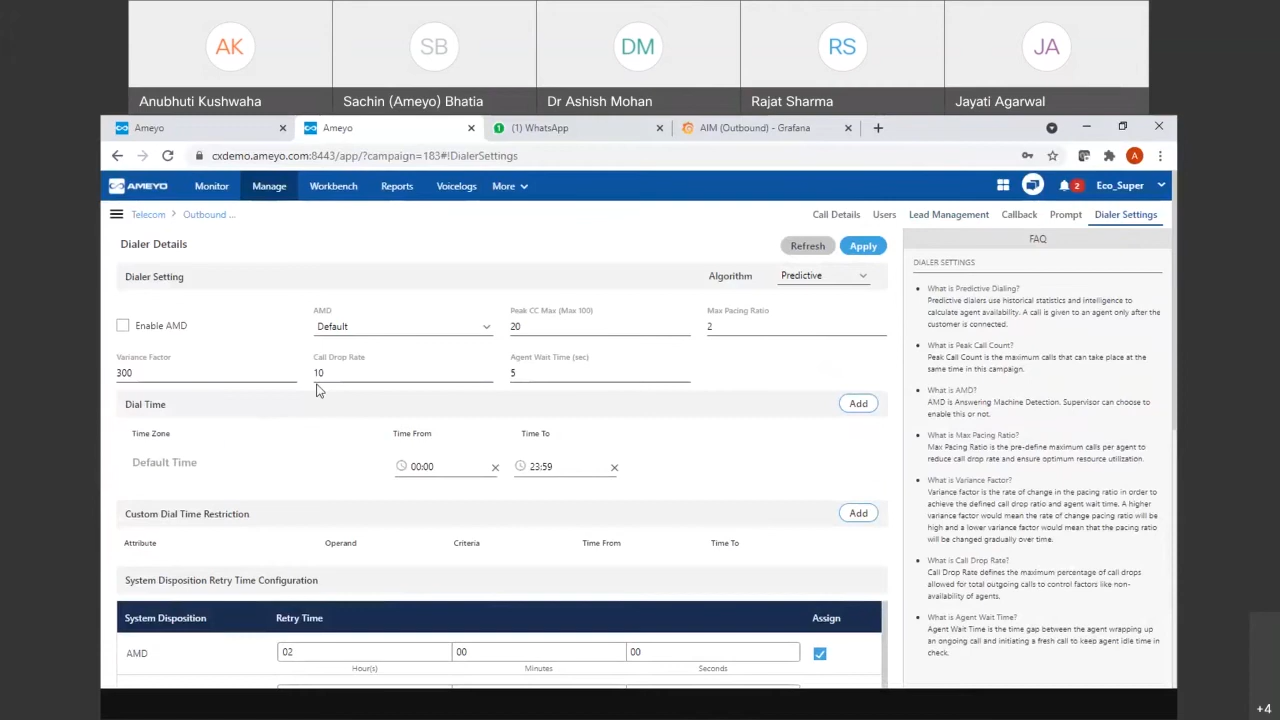 AK
SB
DM
RS
JA
Anubhuti Kushwaha
Sachin (Ameyo) Bhatia
Dr Ashish Mohan
Rajat Sharma
Jayati Agarwal
Ameyo
Ameyo
(1) WhatsApp
AIM (Outbound) - Grafana
cxdemo.ameyo.com:8443/app/?campaign=183#!DialerSettings
A
AMEYO
Monitor
Manage
Workbench
Reports
Voicelogs
More
2
Eco_Super
Telecom > Outbound ...
Call Details
Users
Lead Management
Callback
Prompt
Dialer Settings
Dialer Details
Refresh
Apply
Dialer Setting
Algorithm
Predictive
Enable AMD
AMD
Default
Peak CC Max (Max 100)
20
Max Pacing Ratio
2
Variance Factor
300
Call Drop Rate
10
Agent Wait Time (sec)
5
Dial Time
Add
Time Zone
Time From
Time To
Default Time
00:00
23:59
Custom Dial Time Restriction
Add
Attribute
Operand
Criteria
Time From
Time To
System Disposition Retry Time Configuration
System Disposition
Retry Time
Assign
AMD
02
00
00
Hour(s)
Minutes
Seconds
FAQ
DIALER SETTINGS
What is Predictive Dialing?
Predictive dialers use historical statistics and intelligence to
calculate agent availability. A call is given to an agent only after the
customer is connected.
What is Peak Call Count?
Peak Call Count is the maximum calls that can take place at the
same time in this campaign.
What is AMD?
AMD is Answering Machine Detection. Supervisor can choose to
enable this or not.
What is Max Pacing Ratio?
Max Pacing Ratio is the pre-define maximum calls per agent to
reduce call drop rate and ensure optimum resource utilization.
What is Variance Factor?
Variance factor is the rate of change in the pacing ratio in order to
achieve the defined call drop ratio and agent wait time. A higher
variance factor would mean the rate of change pacing ratio will be
high and a lower variance factor would mean that the pacing ratio
will be changed gradually over time.
What is Call Drop Rate?
Call Drop Rate defines the maximum percentage of call drops
allowed for total outgoing calls to control factors like non-
availability of agents.
What is Agent Wait Time?
Agent Wait Time is the time gap between the agent wrapping up
an ongoing call and initiating a fresh call to keep agent idle time in
check.
+4